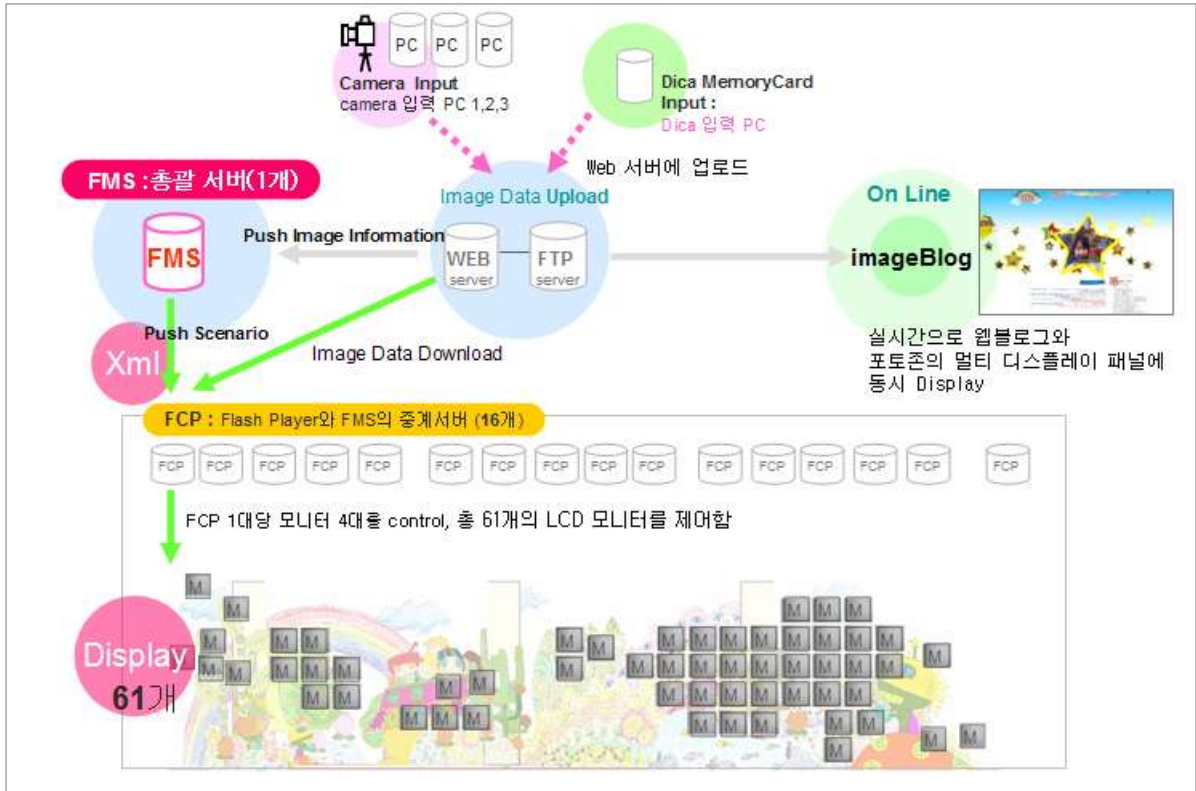 PC PC PC
Camera Input
camera 입력 PC 1,2,3
Dica MemoryCard
Input :
Dica 입력 PC
Web 서버에 업로드
FMS :총괄 서버(1개)
FMS
Push Image Information
Image Data Upload
WEB
server
FTP
server
On Line
imageBlog
실시간으로 웹블로그와
포토존의 멀티 디스플레이 패널에
동시 Display
Push Scenario
Xml
Image Data Download
FCP : Flash Player와 FMS의 중계서버 (16개)
FCP FCP FCP FCP FCP FCP FCP FCP FCP FCP FCP FCP FCP FCP FCP FCP
FCP 1대당 모니터 4대를 control, 총 61개의 LCD 모니터를 제어함
Display
61개
M M M M M M M M M M M M M M M M M M M M M M M M M M M M M M M M M M M M M M M M M M M M M M M M M M M M M M M M M M M M M